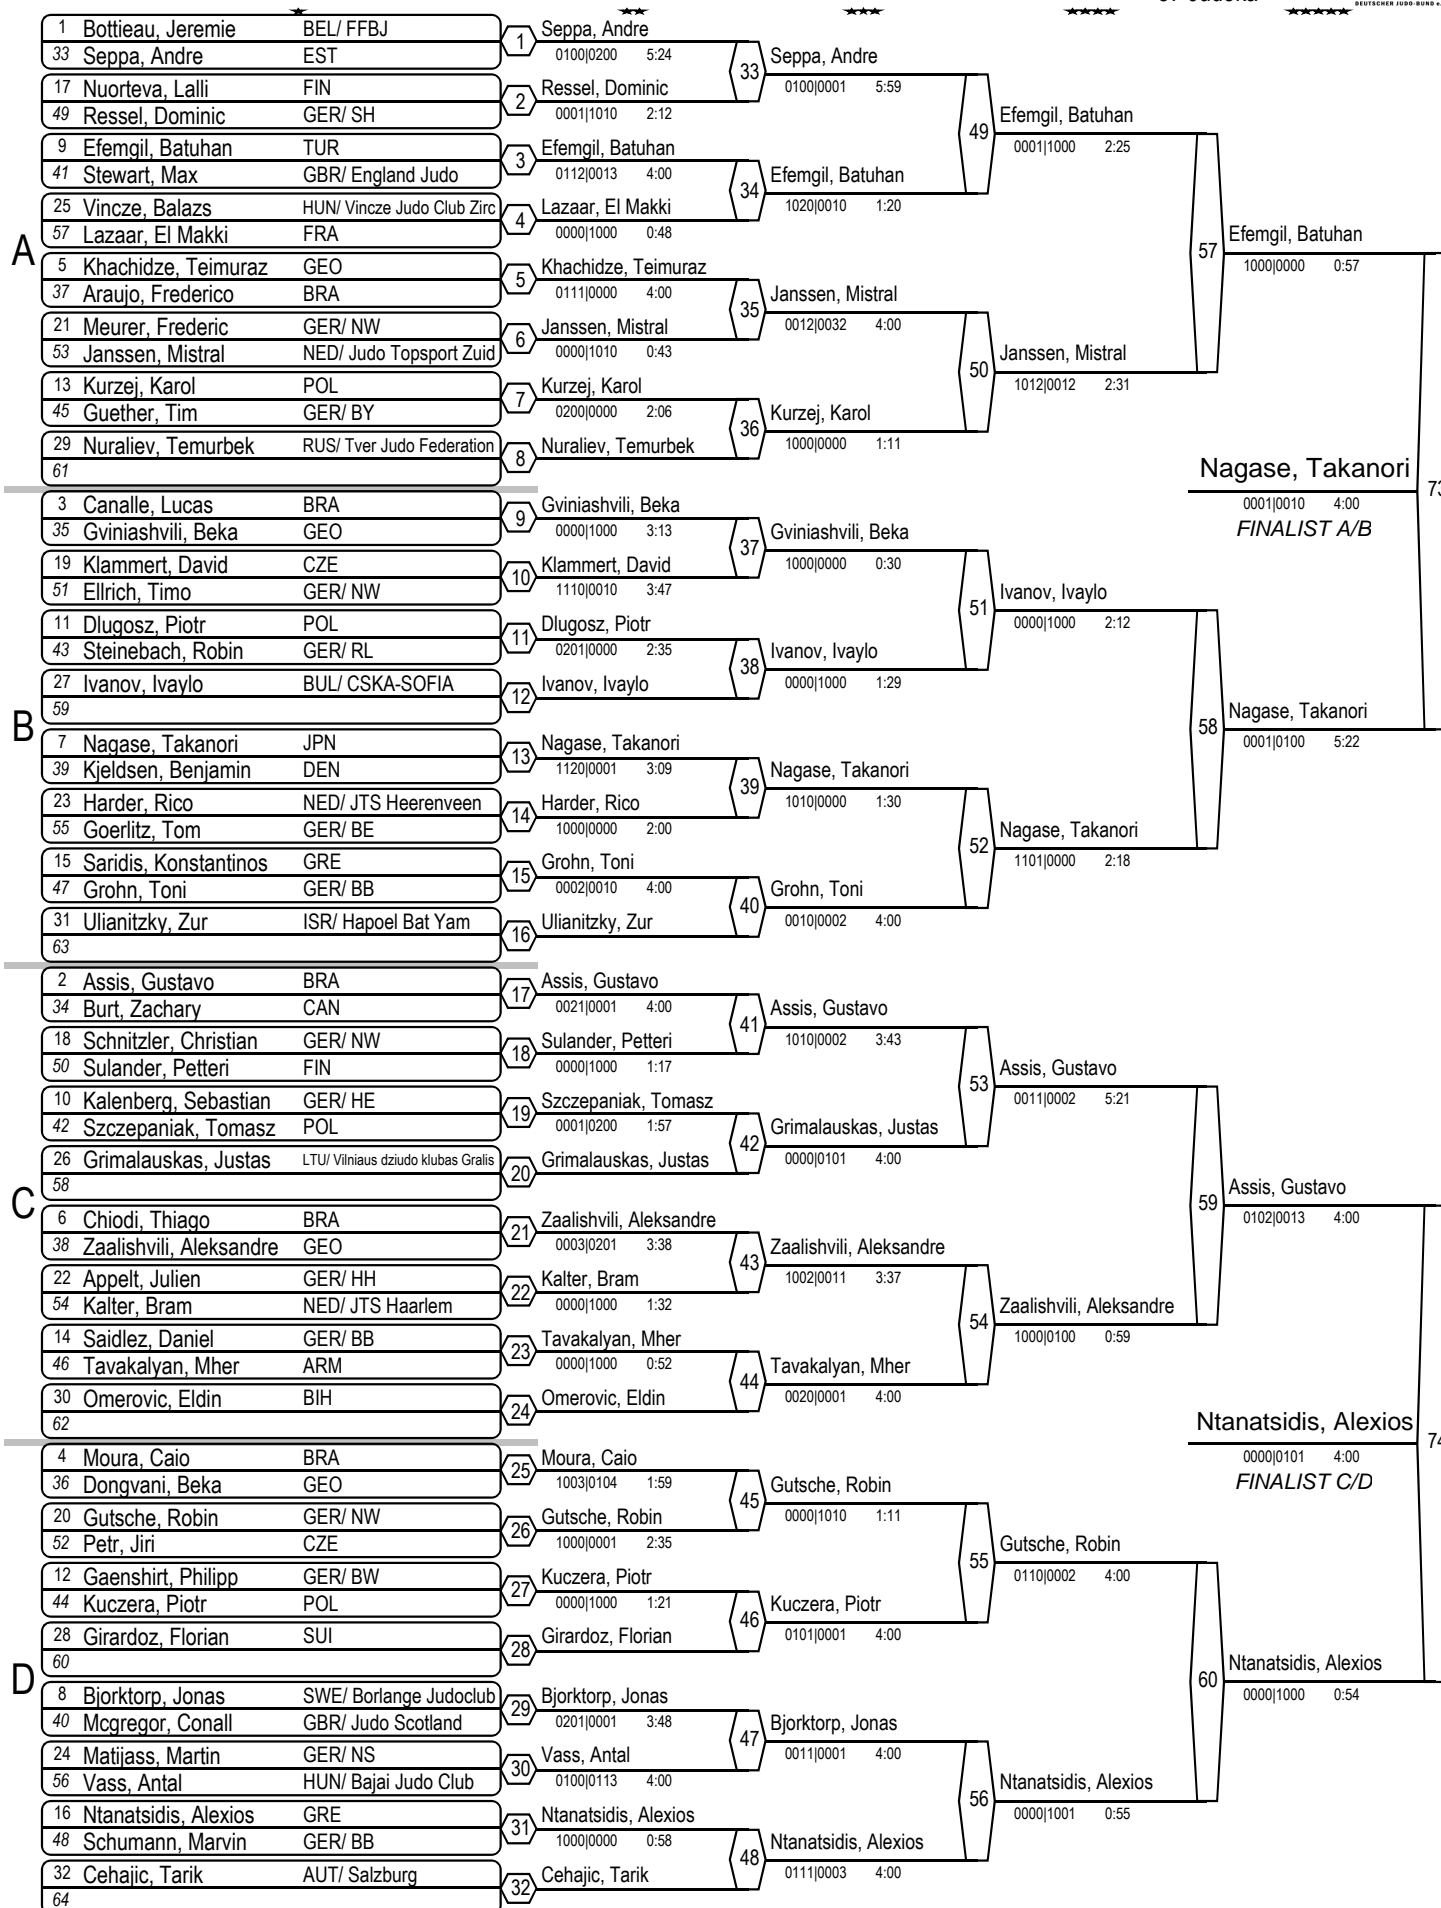 DEUTSCHER JUDO-BUND e.
1 Bottieau, Jeremie BEL/ FFBJ
33 Seppa, Andre EST
1
Seppa, Andre
0100|0200 5:24
17 Nuorteva, Lalli FIN
49 Ressel, Dominic GER/ SH
2
Ressel, Dominic
0001|1010 2:12
33
Seppa, Andre
0100|0001 5:59
9 Efemgil, Batuhan TUR
41 Stewart, Max GBR/ England Judo
3
Efemgil, Batuhan
0112|0013 4:00
25 Vincze, Balazs HUN/ Vincze Judo Club Zirc
57 Lazaar, El Makki FRA
4
Lazaar, El Makki
0000|1000 0:48
34
Efemgil, Batuhan
1020|0010 1:20
49
Efemgil, Batuhan
0001|1000 2:25
A
5 Khachidze, Teimuraz GEO
37 Araujo, Frederico BRA
5
Khachidze, Teimuraz
0111|0000 4:00
21 Meurer, Frederic GER/ NW
53 Janssen, Mistral NED/ Judo Topsport Zuid
6
Janssen, Mistral
0000|1010 0:43
35
Janssen, Mistral
0012|0032 4:00
13 Kurzej, Karol POL
45 Guether, Tim GER/ BY
7
Kurzej, Karol
0200|0000 2:06
29 Nuraliev, Temurbek RUS/ Tver Judo Federation
61
8
Nuraliev, Temurbek
36
Kurzej, Karol
1000|0000 1:11
50
Janssen, Mistral
1012|0012 2:31
57
Efemgil, Batuhan
1000|0000 0:57
3 Canalle, Lucas BRA
35 Gviniashvili, Beka GEO
9
Gviniashvili, Beka
0000|1000 3:13
19 Klammert, David CZE
51 Ellrich, Timo GER/ NW
10
Klammert, David
1110|0010 3:47
37
Gviniashvili, Beka
1000|0000 0:30
11 Dlugosz, Piotr POL
43 Steinebach, Robin GER/ RL
11
Dlugosz, Piotr
0201|0000 2:35
27 Ivanov, Ivaylo BUL/ CSKA-SOFIA
59
12
Ivanov, Ivaylo
38
Ivanov, Ivaylo
0000|1000 1:29
51
Ivanov, Ivaylo
0000|1000 2:12
B
7 Nagase, Takanori JPN
39 Kjeldsen, Benjamin DEN
13
Nagase, Takanori
1120|0001 3:09
23 Harder, Rico NED/ JTS Heerenveen
55 Goerlitz, Tom GER/ BE
14
Harder, Rico
1000|0000 2:00
39
Nagase, Takanori
1010|0000 1:30
15 Saridis, Konstantinos GRE
47 Grohn, Toni GER/ BB
15
Grohn, Toni
0002|0010 4:00
31 Ulianitzky, Zur ISR/ Hapoel Bat Yam
63
16
Ulianitzky, Zur
40
Grohn, Toni
0010|0002 4:00
52
Nagase, Takanori
1101|0000 2:18
58
Nagase, Takanori
0001|0100 5:22
Nagase, Takanori
0001|0010 4:00
FINALIST A/B
2 Assis, Gustavo BRA
34 Burt, Zachary CAN
17
Assis, Gustavo
0021|0001 4:00
18 Schnitzler, Christian GER/ NW
50 Sulander, Petteri FIN
18
Sulander, Petteri
0000|1000 1:17
41
Assis, Gustavo
1010|0002 3:43
10 Kalenberg, Sebastian GER/ HE
42 Szczepaniak, Tomasz POL
19
Szczepaniak, Tomasz
0001|0200 1:57
26 Grimalauskas, Justas LTU/ Vilniaus dziudo klubas Gralis
58
20
Grimalauskas, Justas
42
Grimalauskas, Justas
0000|0101 4:00
53
Assis, Gustavo
0011|0002 5:21
C
6 Chiodi, Thiago BRA
38 Zaalishvili, Aleksandre GEO
21
Zaalishvili, Aleksandre
0003|0201 3:38
22 Appelt, Julien GER/ HH
54 Kalter, Bram NED/ JTS Haarlem
22
Kalter, Bram
0000|1000 1:32
43
Zaalishvili, Aleksandre
1002|0011 3:37
14 Saidlez, Daniel GER/ BB
46 Tavakalyan, Mher ARM
23
Tavakalyan, Mher
0000|1000 0:52
30 Omerovic, Eldin BIH
62
24
Omerovic, Eldin
44
Tavakalyan, Mher
0020|0001 4:00
54
Zaalishvili, Aleksandre
1000|0100 0:59
59
Assis, Gustavo
0102|0013 4:00
4 Moura, Caio BRA
36 Dongvani, Beka GEO
25
Moura, Caio
1003|0104 1:59
20 Gutsche, Robin GER/ NW
52 Petr, Jiri CZE
26
Gutsche, Robin
1000|0001 2:35
45
Gutsche, Robin
0000|1010 1:11
12 Gaenshirt, Philipp GER/ BW
44 Kuczera, Piotr POL
27
Kuczera, Piotr
0000|1000 1:21
28 Girardoz, Florian SUI
60
28
Girardoz, Florian
46
Kuczera, Piotr
0101|0001 4:00
55
Gutsche, Robin
0110|0002 4:00
D
8 Bjorktorp, Jonas SWE/ Borlange Judoclub
40 Mcgregor, Conall GBR/ Judo Scotland
29
Bjorktorp, Jonas
0201|0001 3:48
24 Matijass, Martin GER/ NS
56 Vass, Antal HUN/ Bajai Judo Club
30
Vass, Antal
0100|0113 4:00
47
Bjorktorp, Jonas
0011|0001 4:00
16 Ntanatsidis, Alexios GRE
48 Schumann, Marvin GER/ BB
31
Ntanatsidis, Alexios
1000|0000 0:58
32 Cehajic, Tarik AUT/ Salzburg
64
32
Cehajic, Tarik
48
Ntanatsidis, Alexios
0111|0003 4:00
56
Ntanatsidis, Alexios
0000|1001 0:55
60
Ntanatsidis, Alexios
0000|1000 0:54
Ntanatsidis, Alexios
0000|0101 4:00
FINALIST C/D